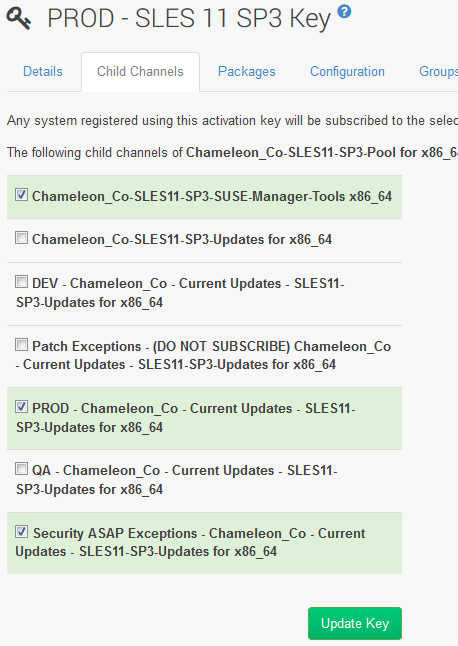 PROD - SLES 11 SP3 Key ?
Details Child Channels Packages Configuration Groups
Any system registered using this activation key will be subscribed to the selec
The following child channels of Chameleon_Co-SLES11-SP3-Pool for x86_6
Chameleon_Co-SLES11-SP3-SUSE-Manager-Tools x86_64
Chameleon_Co-SLES11-SP3-Updates for x86_64
DEV - Chameleon_Co - Current Updates - SLES11-
SP3-Updates for x86_64
Patch Exceptions - (DO NOT SUBSCRIBE) Chameleon_Co
- Current Updates - SLES11-SP3-Updates for x86_64
PROD - Chameleon_Co - Current Updates - SLES11-
SP3-Updates for x86_64
QA - Chameleon_Co - Current Updates - SLES11-
SP3-Updates for x86_64
Security ASAP Exceptions - Chameleon_Co - Current
Updates - SLES11-SP3-Updates for x86_64
Update Key